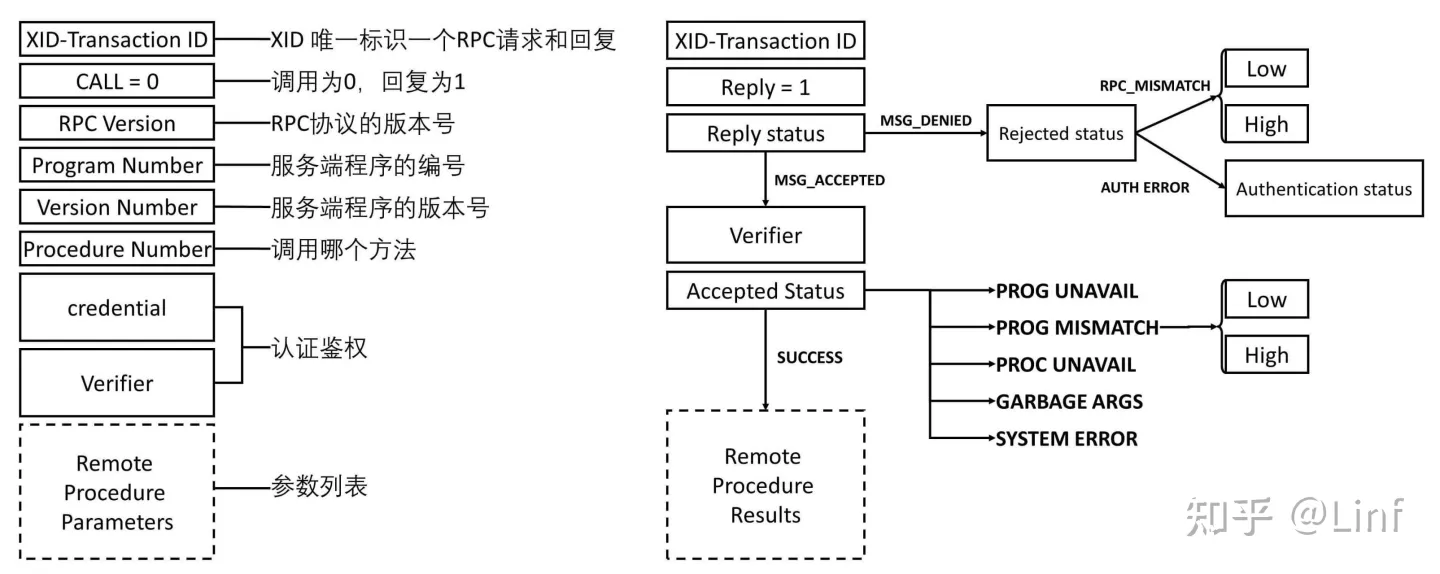 XID-Transaction ID
XID 唯一标识一个RPC请求和回复
CALL = 0
调用为0，回复为1
RPC Version
RPC协议的版本号
Program Number
服务端程序的编号
Version Number
服务端程序的版本号
Procedure Number
调用哪个方法
credential
Verifier
认证鉴权
Remote
Procedure
Parameters
参数列表
XID-Transaction ID
Reply = 1
Reply status
MSG_DENIED
Rejected status
RPC_MISMATCH
Low
High
AUTH ERROR
Authentication status
MSG_ACCEPTED
Verifier
Accepted Status
PROG UNAVAIL
PROG MISMATCH
Low
High
PROC UNAVAIL
GARBAGE ARGS
SYSTEM ERROR
SUCCESS
Remote
Procedure
Results
知乎 @Linf